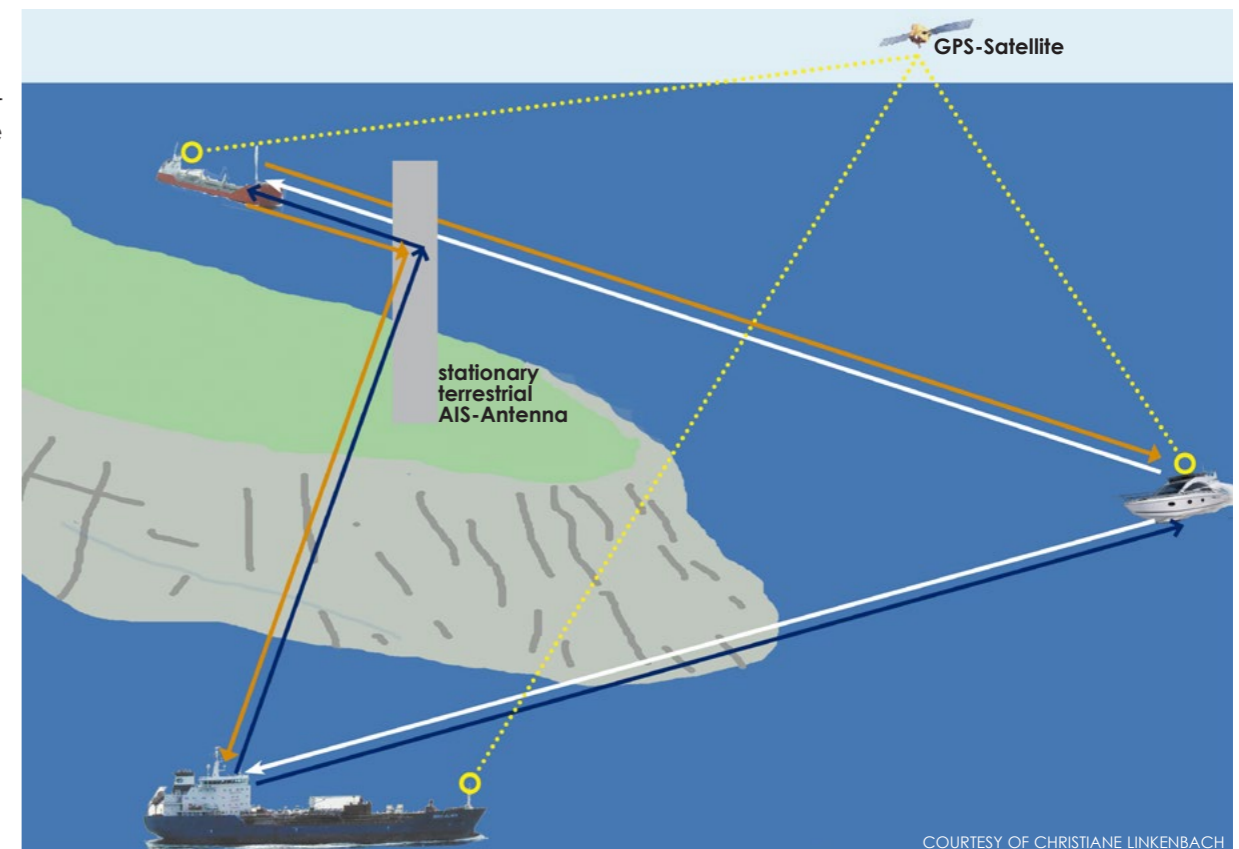 GPS-Satellite
stationary
terrestrial
AIS-Antenna
COURTESY OF CHRISTIANE LINKENBACH